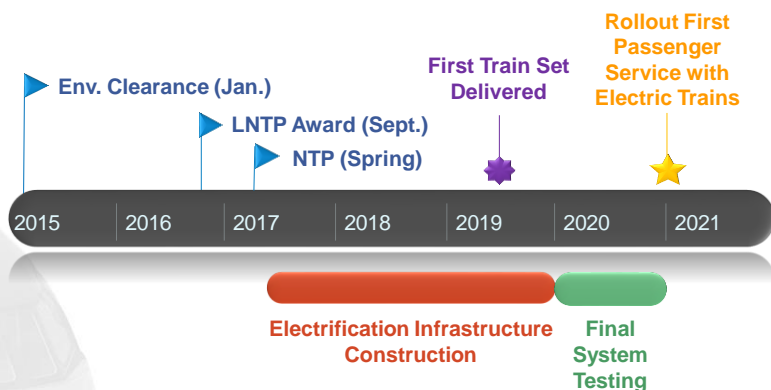 Rollout First
Passenger
Service with
Electric Trains
First Train Set
Delivered
Env. Clearance (Jan.)
LNTP Award (Sept.)
NTP (Spring)
2015 2016 2017 2018 2019 2020 2021
Electrification Infrastructure
Construction
Final
System
Testing